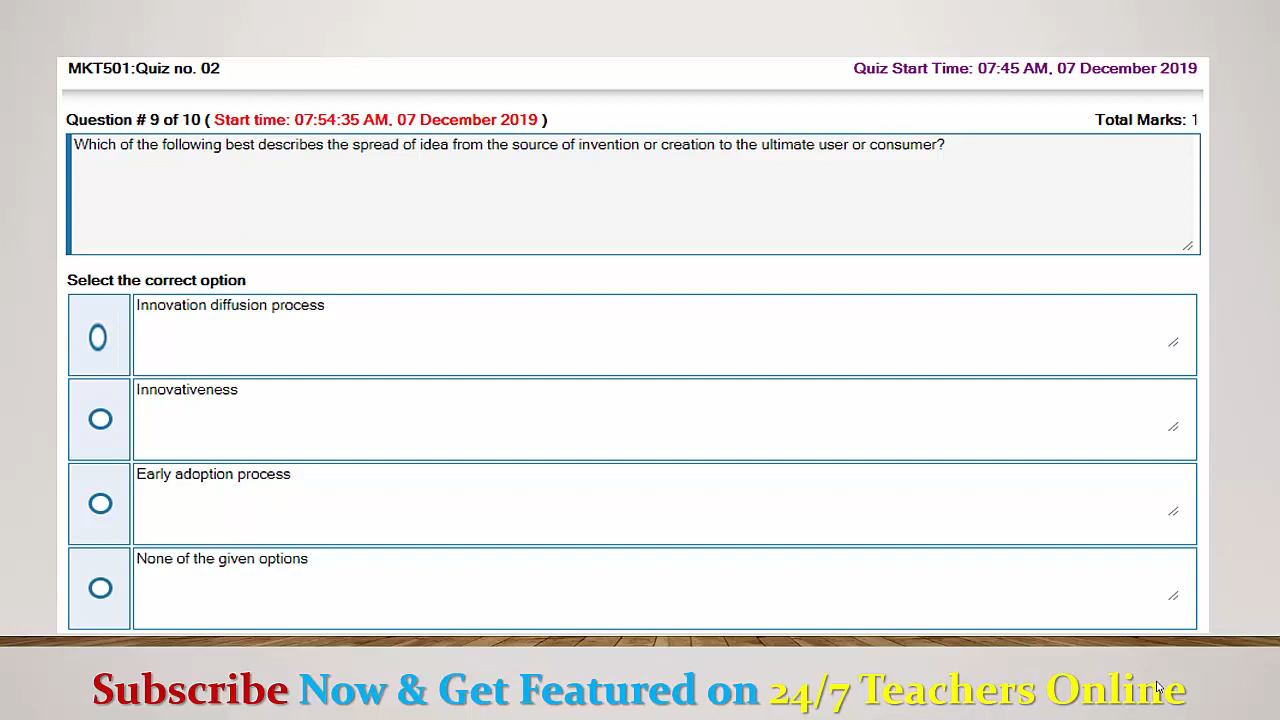 MKT501:Quiz no. 02
Quiz Start Time: 07:45 AM, 07 December 2019
Question # 9 of 10 ( Start time: 07:54:35 AM, 07 December 2019 )
Total Marks: 1
Which of the following best describes the spread of idea from the source of invention or creation to the ultimate user or consumer?
Select the correct option
Innovation diffusion process
Innovativeness
Early adoption process
None of the given options
Subscribe Now & Get Featured on 24/7 Teachers Online